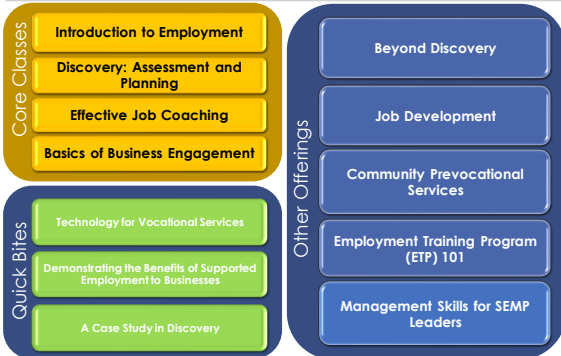 Core Classes
Introduction to Employment
Discovery: Assessment and
Planning
Effective Job Coaching
Basics of Business Engagement
Quick Bites
Technology for Vocational Services
Demonstrating the Benefits of Supported
Employment to Businesses
A Case Study in Discovery
Other Offerings
Beyond Discovery
Job Development
Community Prevocational
Services
Employment Training Program
(ETP) 101
Management Skills for SEMP
Leaders